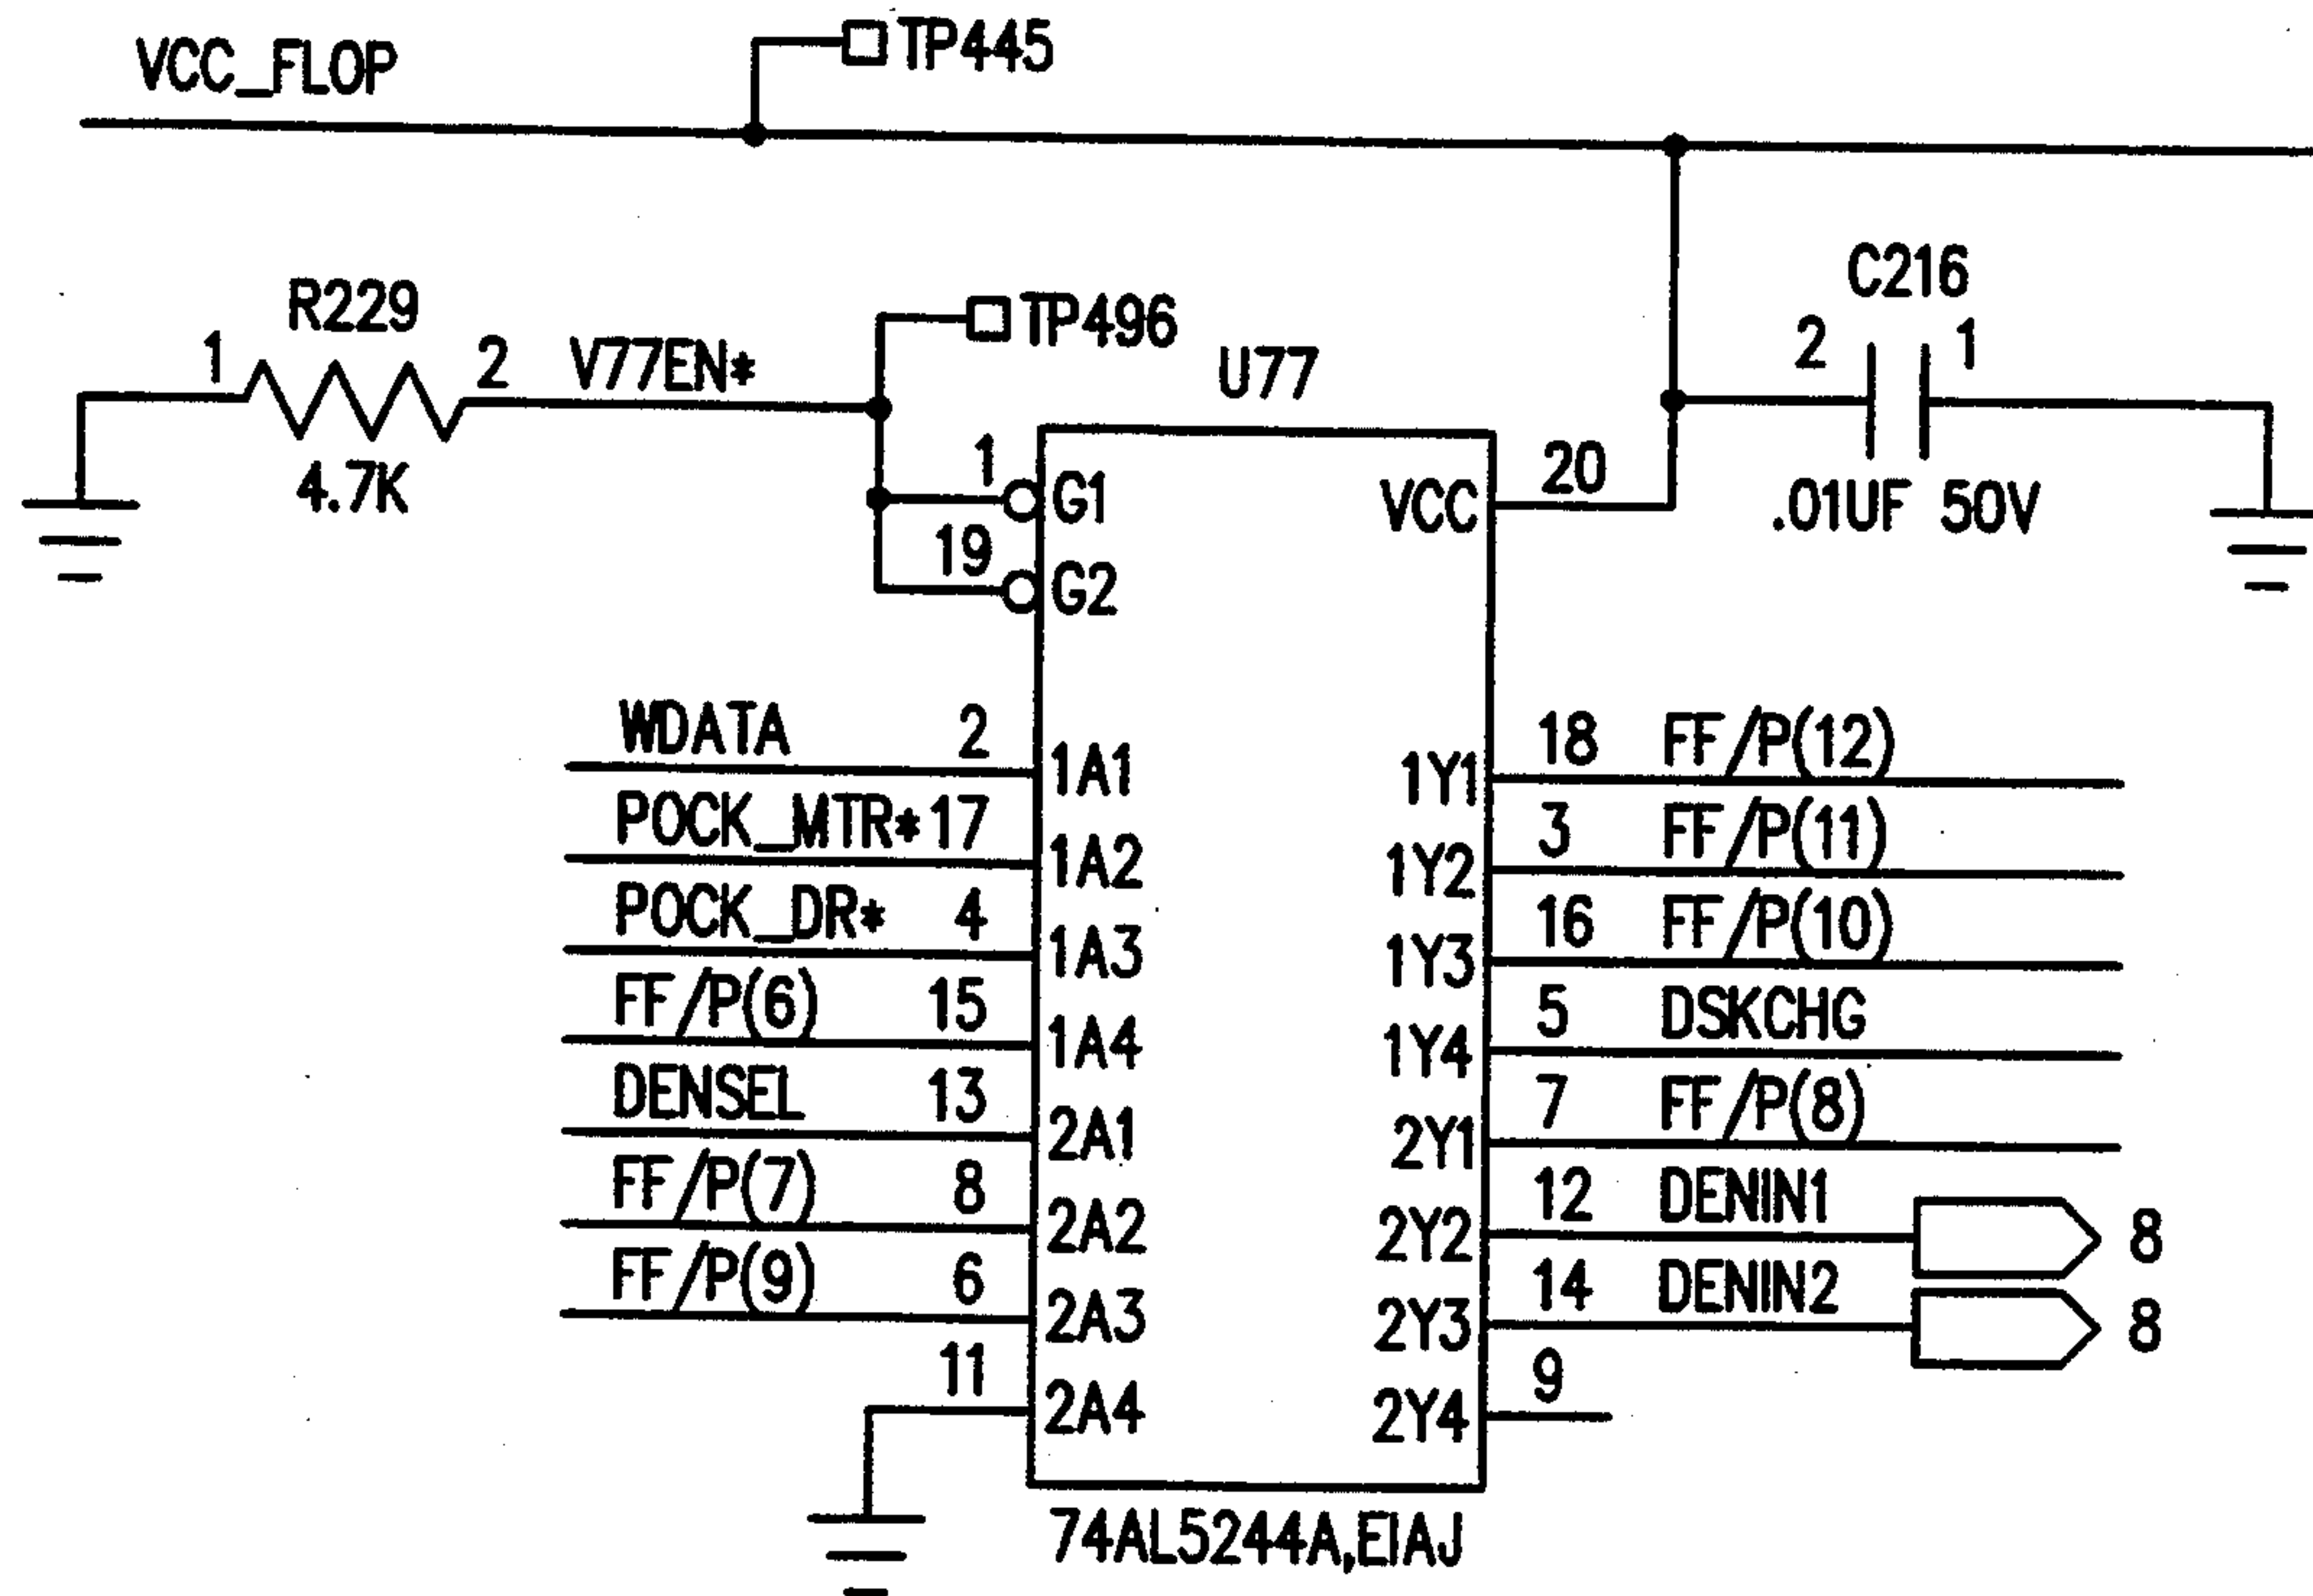 TP445
VCC_FLOP
C216
R229
TP496
1
2
V77EN*
U77
2
1
4.7K
1
G1
VCC
20
.01UF 50V
19
G2
WDATA
2
1A1
1Y1
18
FF/P(12)
POCK_MTR*
17
1A2
1Y2
3
FF/P(11)
POCK_DR*
4
1A3
1Y3
16
FF/P(10)
FF/P(6)
15
1A4
1Y4
5
DSKCHG
DENSEL
13
2A1
2Y1
7
FF/P(8)
FF/P(7)
8
2A2
2Y2
12
DENIN1
8
FF/P(9)
6
2A3
2Y3
14
DENIN2
8
11
2A4
2Y4
9
74AL5244A,EIAJ